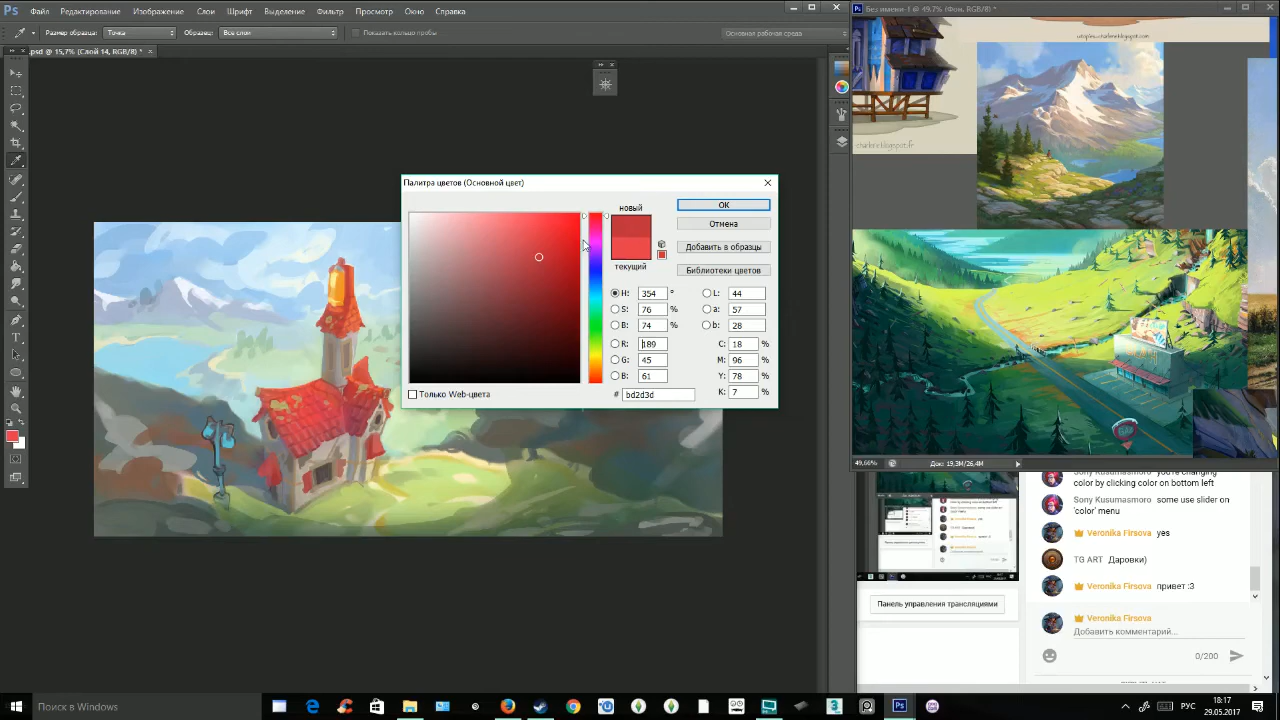 Ps Редактирование Изображение Слои Шрифт Выделение Фильтр Просмотр Окно Справка
Размер образца: Точка Образец: Все слои Показать кольцо пробы Основная рабочая среда
.psd @ 15,7% (Слой 14, RGB/8) * ×
Ps Без имени-1 @ 49,7% (Фон, RGB/8) *
Палитра цветов (Основной цвет)
новый
текущий
OK
Отмена
Добавить в образцы
Библиотеки цветов
H: 354 ° L: 44
S: 76 % a: 57
B: 74 % b: 28
R: 189 C: 18 %
G: 45 M: 96 %
B: 61 Y: 78 %
# bd2d3d K: 7 %
Только Web-цвета
49,66% Док: 19,3M/26,4M
Sony Kusumasmoro you're changing
color by clicking color on bottom left
Sony Kusumasmoro some use slider on
'color' menu
Veronika Firsova yes
TG ART Даровки)
Veronika Firsova привет :3
Veronika Firsova
Добавить комментарий...
0/200
Панель управления трансляциями
Поиск в Windows
РУС
18:17
29.05.2017